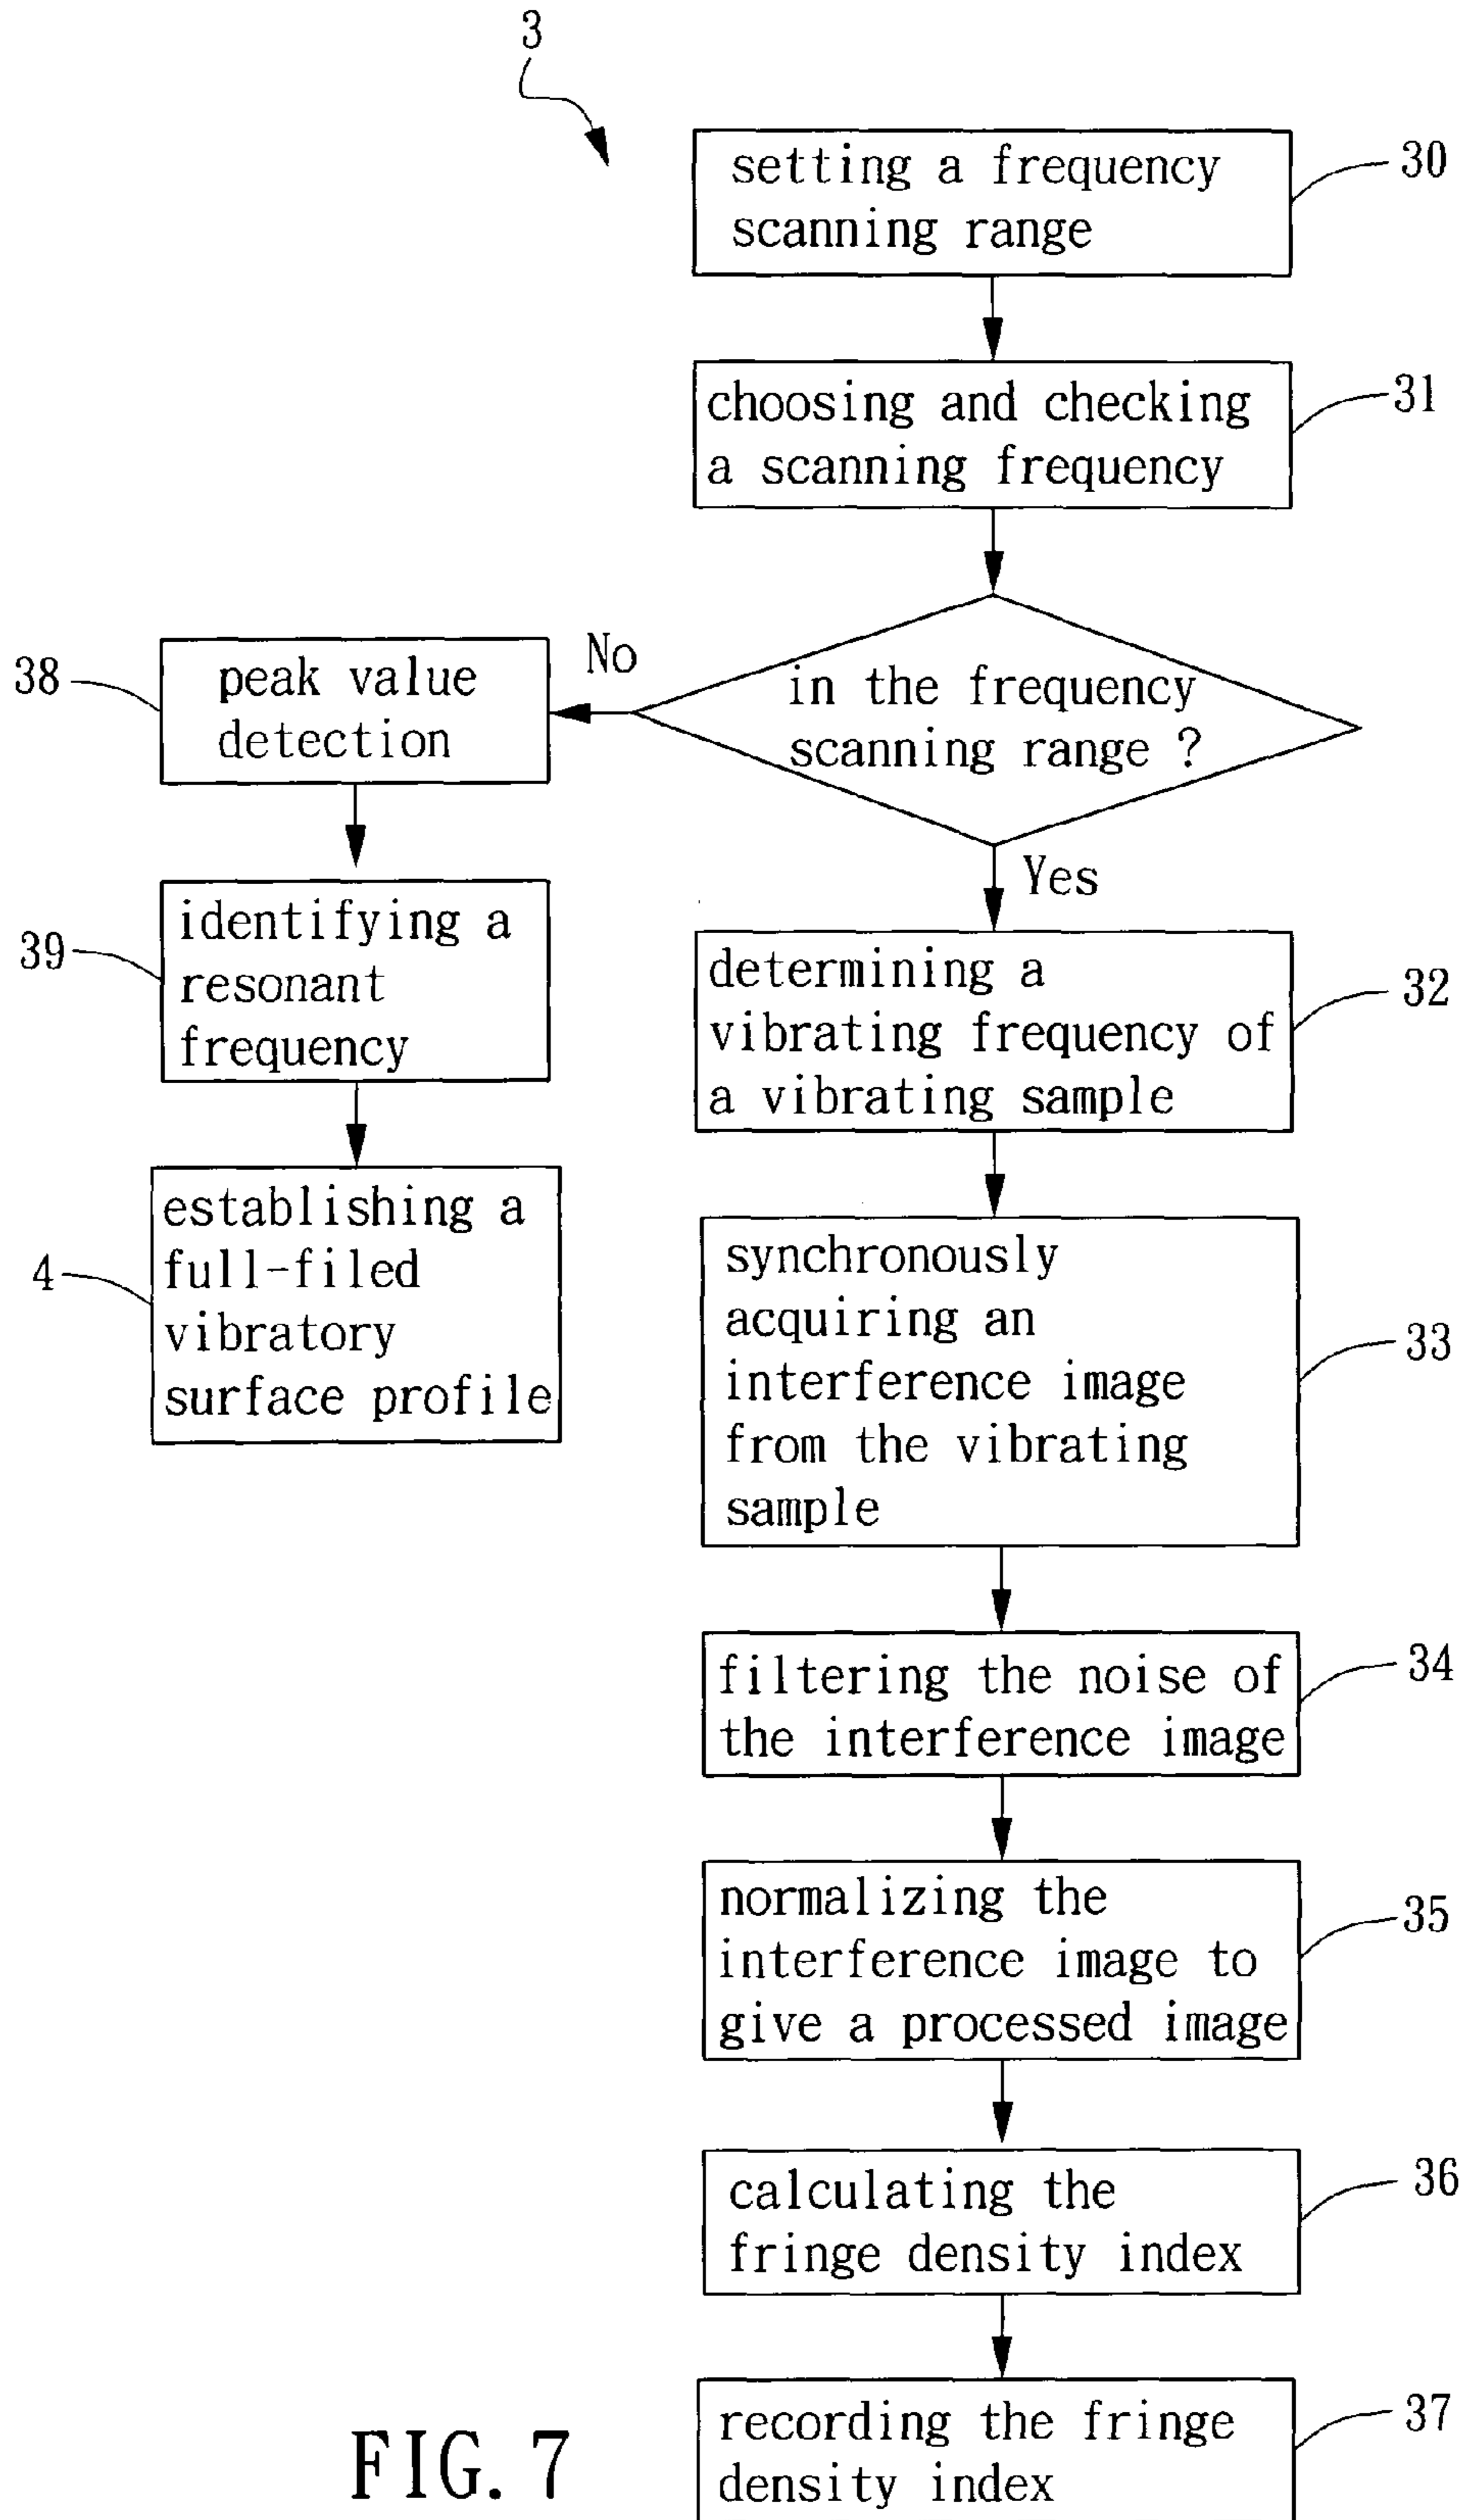 3
setting a frequency
scanning range
30
choosing and checking
a scanning frequency
31
in the frequency
scanning range ?
No
Yes
38
peak value
detection
39
identifying a
resonant
frequency
4
establishing a
full-filed
vibratory
surface profile
determining a
vibrating frequency of
a vibrating sample
32
synchronously
acquiring an
interference image
from the vibrating
sample
33
filtering the noise of
the interference image
34
normalizing the
interference image to
give a processed image
35
calculating the
fringe density index
36
recording the fringe
density index
37
FIG. 7